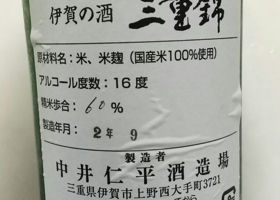 伊賀の酒 三重錦
原材料名：米、米麹（国産米100%使用）
アルコール度数：16度
精米歩合：60%
製造年月：2年9
製造者
中井仁平酒造場
三重県伊賀市上野西大手町3721